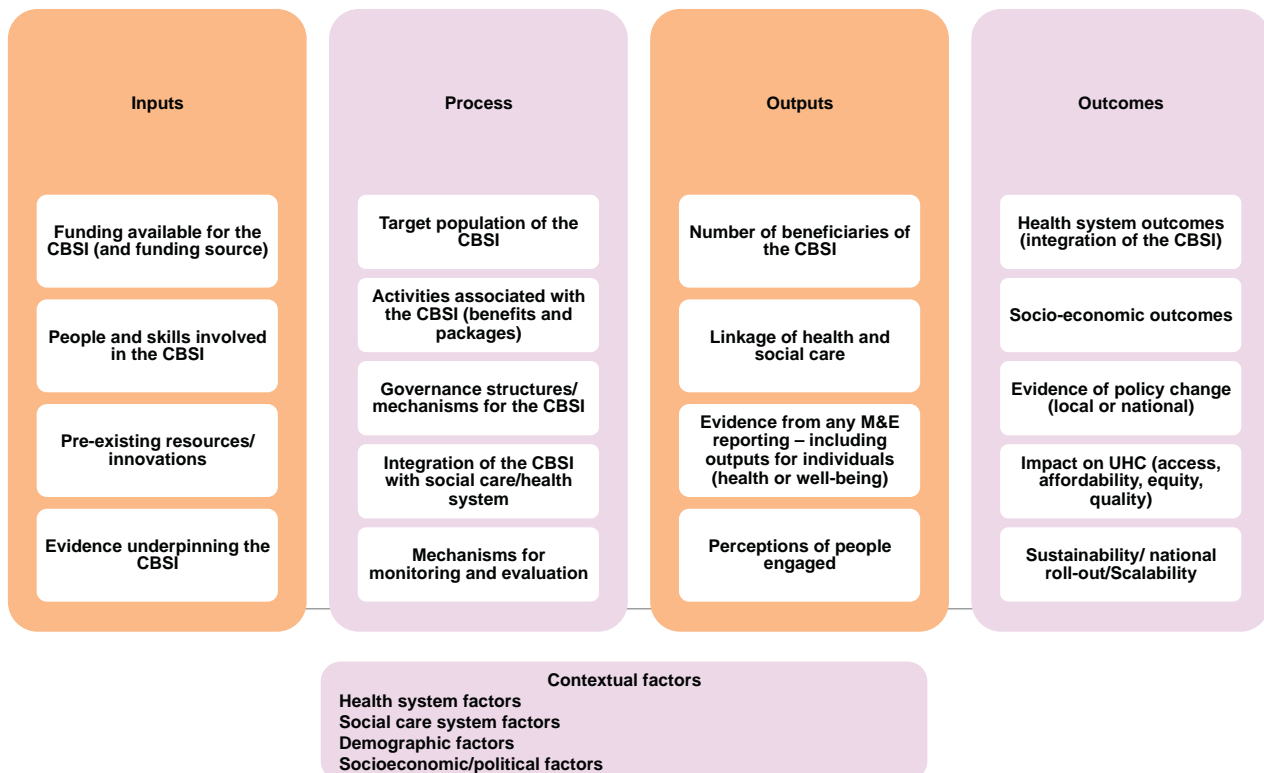 Inputs
Funding available for the
CBSI (and funding source)
People and skills involved
in the CBSI
Pre-existing resources/
innovations
Evidence underpinning the
CBSI
Process
Target population of the
CBSI
Activities associated with
the CBSI (benefits and
packages)
Governance structures/
mechanisms for the CBSI
Integration of the CBSI
with social care/health
system
Mechanisms for
monitoring and evaluation
Outputs
Number of beneficiaries of
the CBSI
Linkage of health and
social care
Evidence from any M&E
reporting – including
outputs for individuals
(health or well-being)
Perceptions of people
engaged
Outcomes
Health system outcomes
(integration of the CBSI)
Socio-economic outcomes
Evidence of policy change
(local or national)
Impact on UHC (access,
affordability, equity,
quality)
Sustainability/ national
roll-out/Scalability
Contextual factors
Health system factors
Social care system factors
Demographic factors
Socioeconomic/political factors